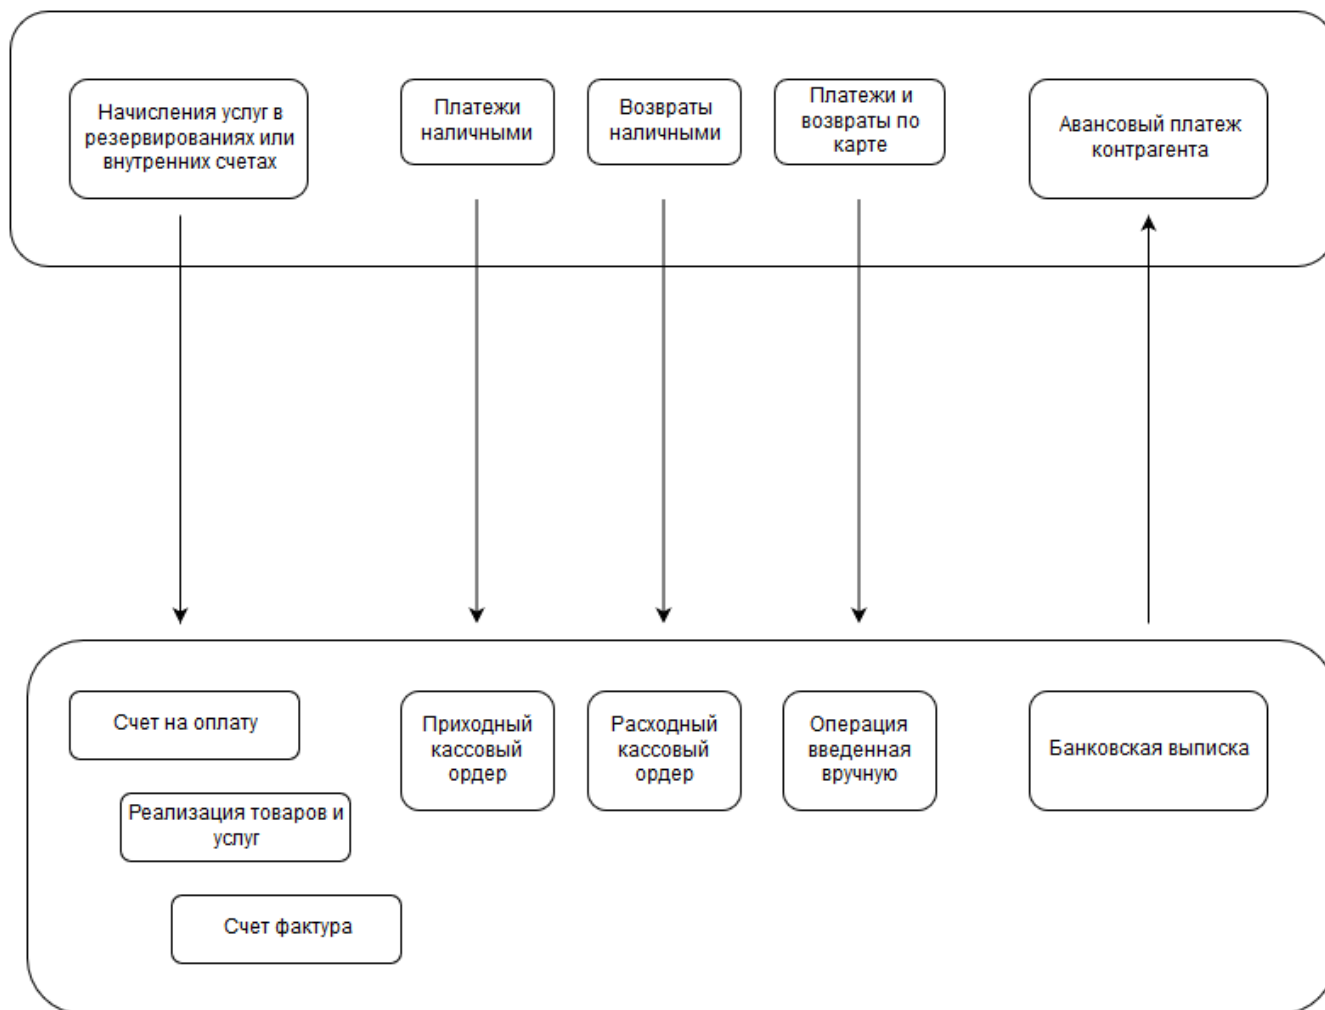 Начисления услуг в
резервированиях или
внутренних счетах
Платежи
наличными
Возвраты
наличными
Платежи и
возвраты по
карте
Авансовый платеж
контрагента
Счет на оплату
Реализация товаров и
услуг
Счет фактура
Приходный
кассовый
ордер
Расходный
кассовый
ордер
Операция
введенная
вручную
Банковская выписка